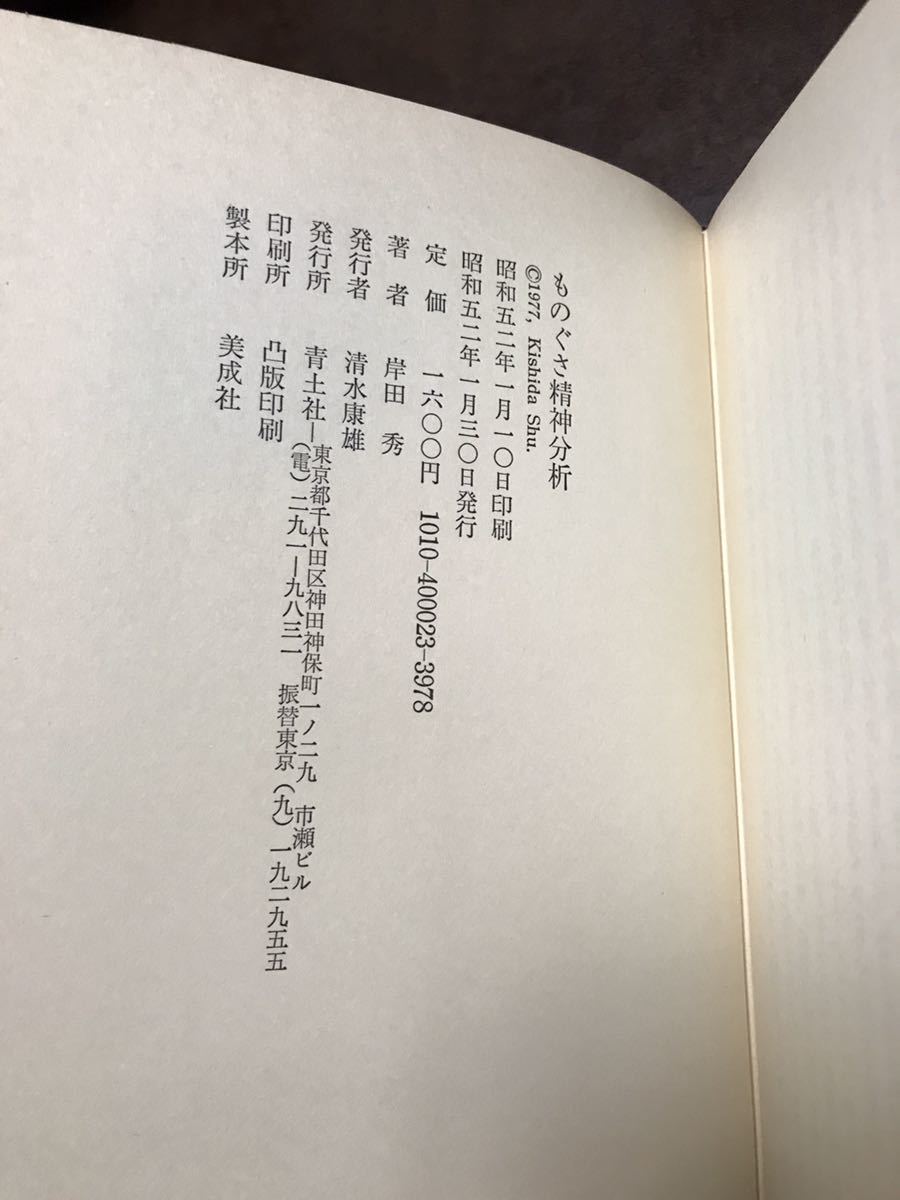 ものぐさ精神分析
©1977, Kishida Shu.
昭和五二年一月一〇日印刷
昭和五二年一月三〇日発行
定価 一六〇〇円 1010-400023-3978
著者 岸田 秀
発行者 清水康雄
発行所 青土社—東京都千代田区神田神保町一ノ二九 市瀬ビル
(電)二九一—九八三一 振替東京(九)一九二九五五
印刷所 凸版印刷
製本所 美成社